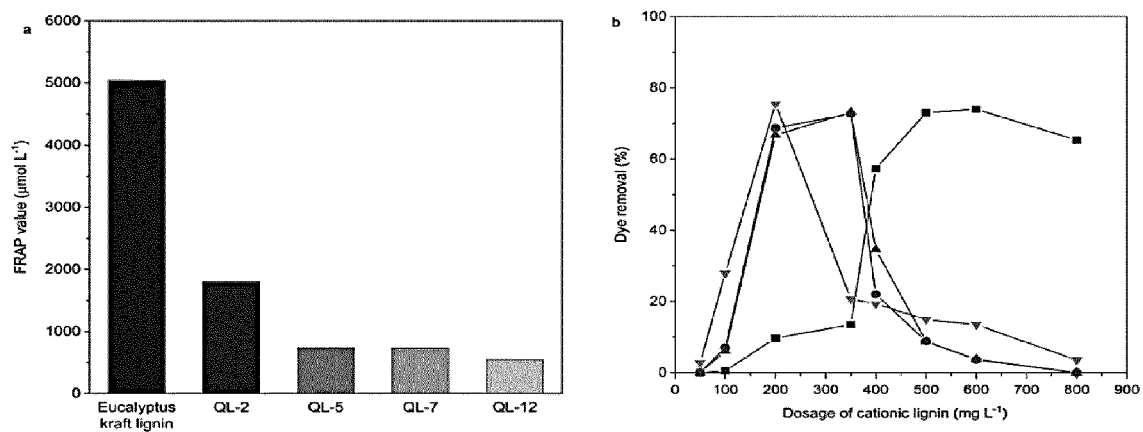 a
FRAP value (µmol L⁻¹)
6000
5000
4000
3000
2000
1000
0
Eucalyptus
kraft lignin
QL-2
QL-5
QL-7
QL-12
b
Dye removal (%)
100
80
60
40
20
0
0
100
200
300
400
500
600
700
800
900
Dosage of cationic lignin (mg L⁻¹)